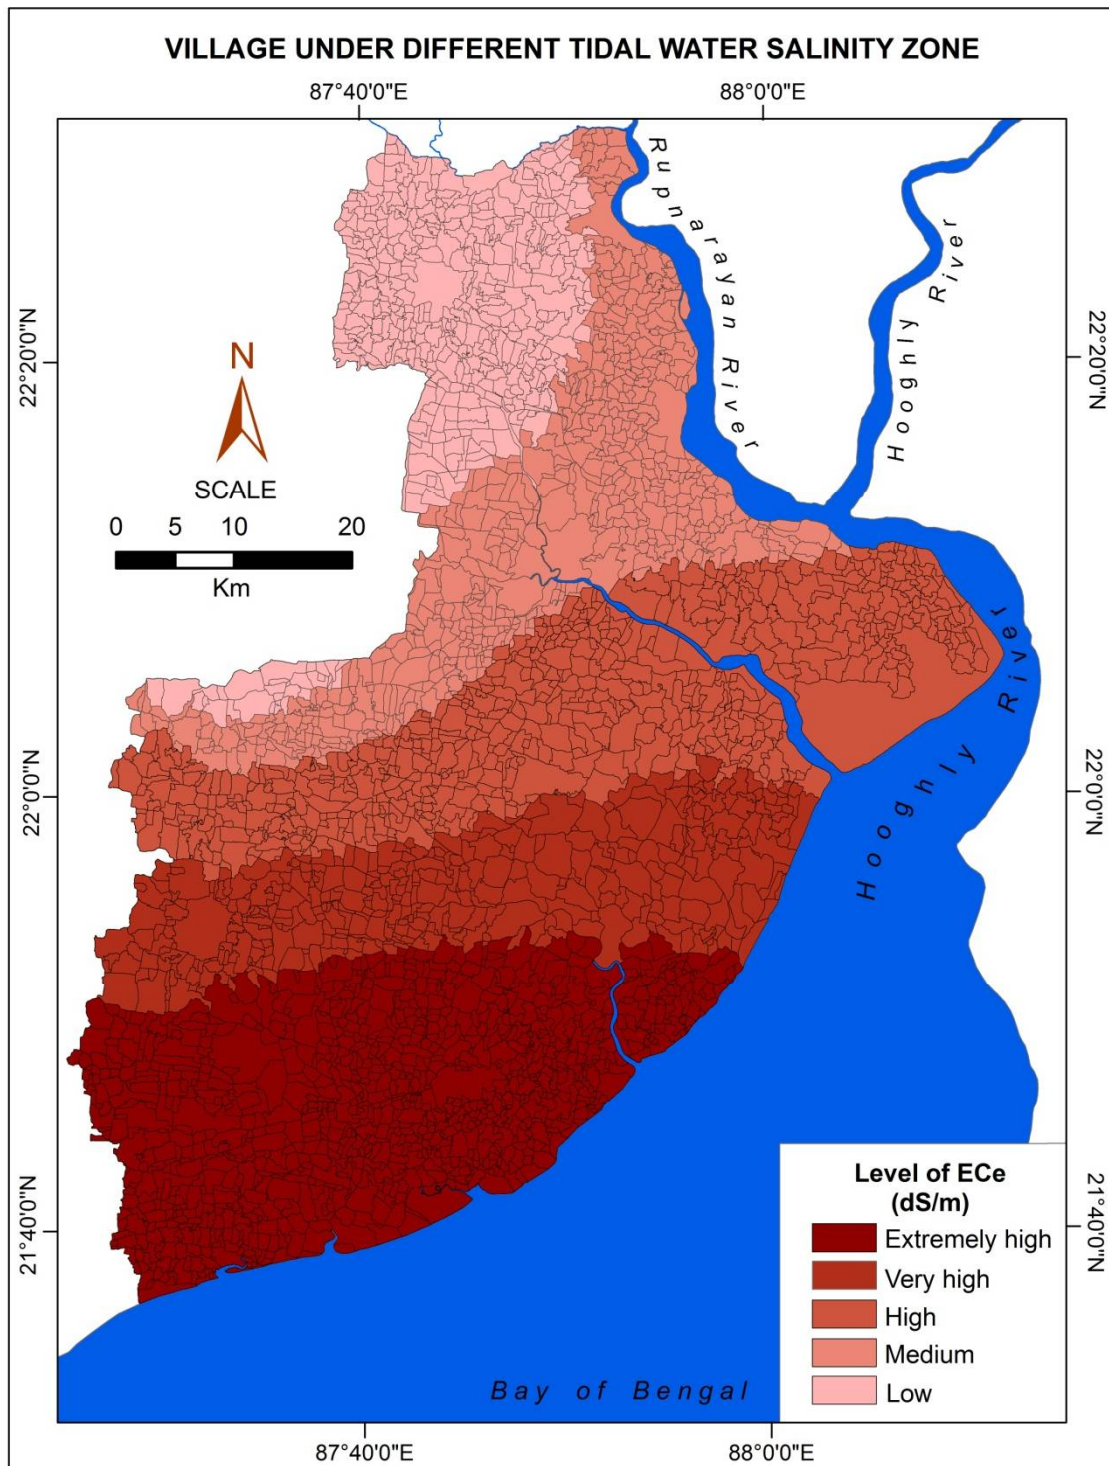 VILLAGE UNDER DIFFERENT TIDAL WATER SALINITY ZONE
87°40'0"E
88°0'0"E
Rupnarayan River
Hooghly River
22°20'0"N
22°20'0"N
N
SCALE
0 5 10 20
Km
Hooghly River
22°0'0"N
22°0'0"N
21°40'0"N
21°40'0"N
Level of ECe
(dS/m)
Extremely high
Very high
High
Medium
Low
Bay of Bengal
87°40'0"E
88°0'0"E